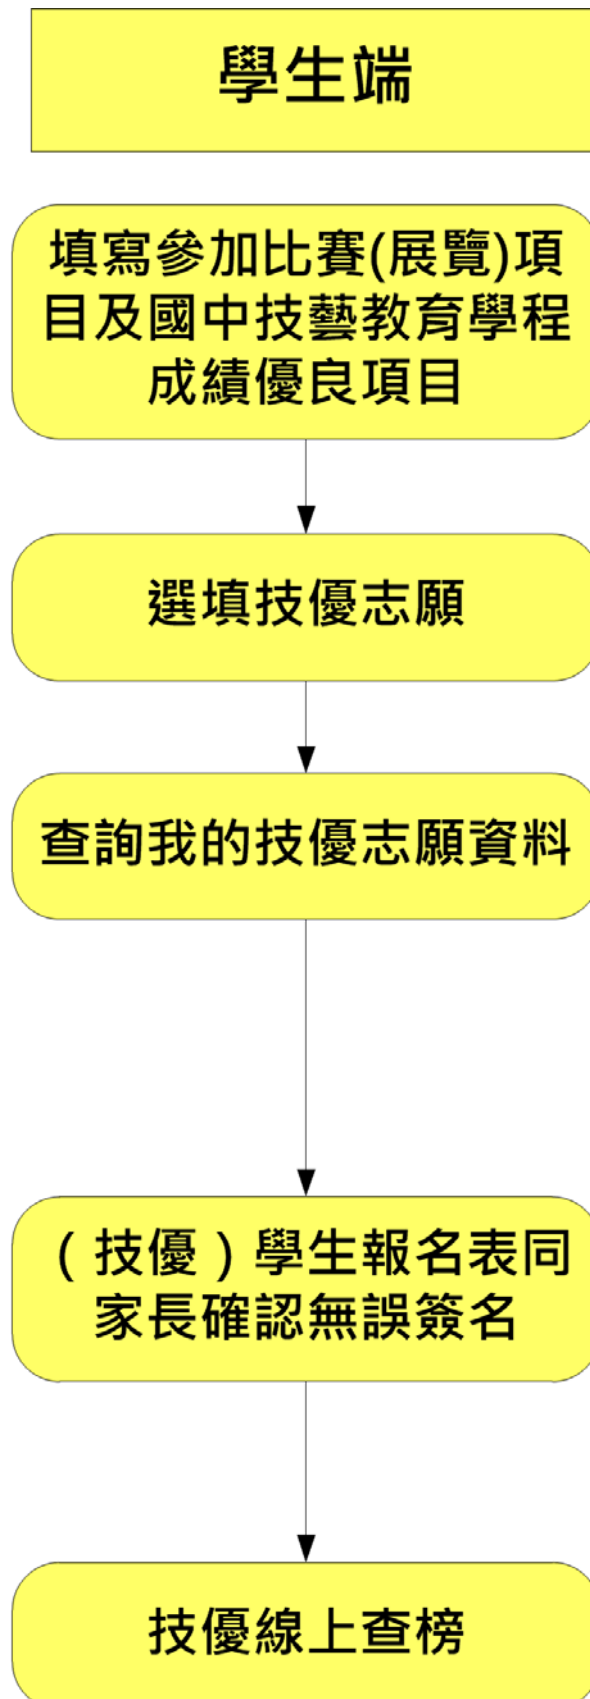 學生端
填寫參加比賽(展覽)項
目及國中技藝教育學程
成績優良項目
選填技優志願
查詢我的技優志願資料
（技優）學生報名表同
家長確認無誤簽名
技優線上查榜